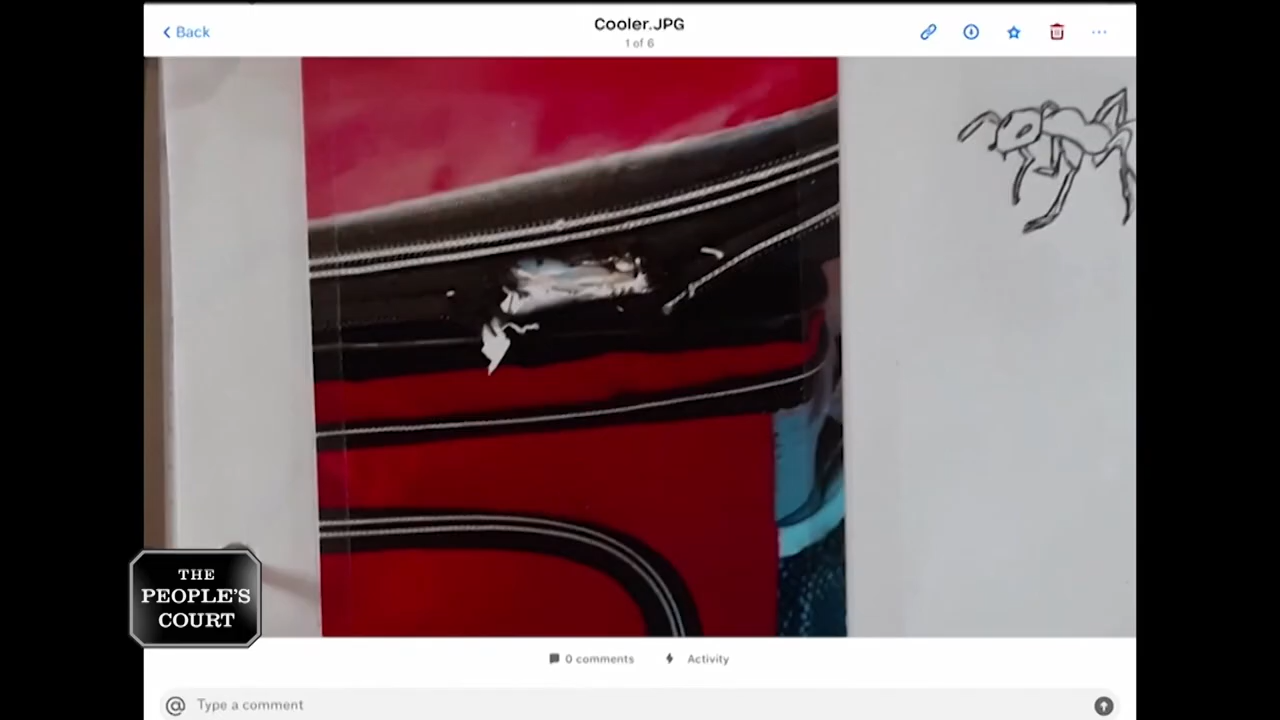 Back
Cooler.JPG
1 of 6
THE
PEOPLE'S
COURT
0 comments
Activity
@ Type a comment